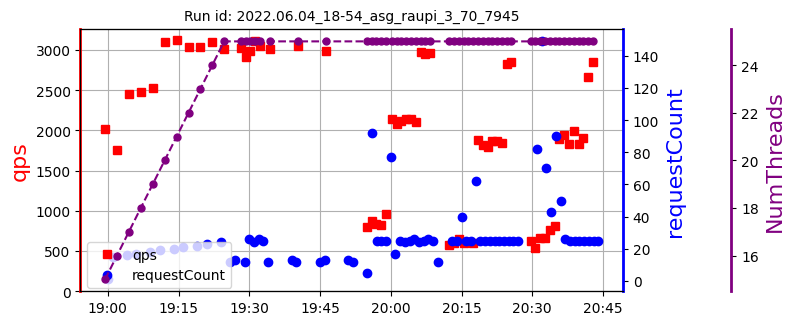 Run id: 2022.06.04_18-54_asg_raupi_3_70_7945
3000
2500
2000
1500
1000
500
0
qps
140
120
100
80
60
40
20
0
requestCount
24
22
20
18
16
NumThreads
qps
requestCount
19:00 19:15 19:30 19:45 20:00 20:15 20:30 20:45